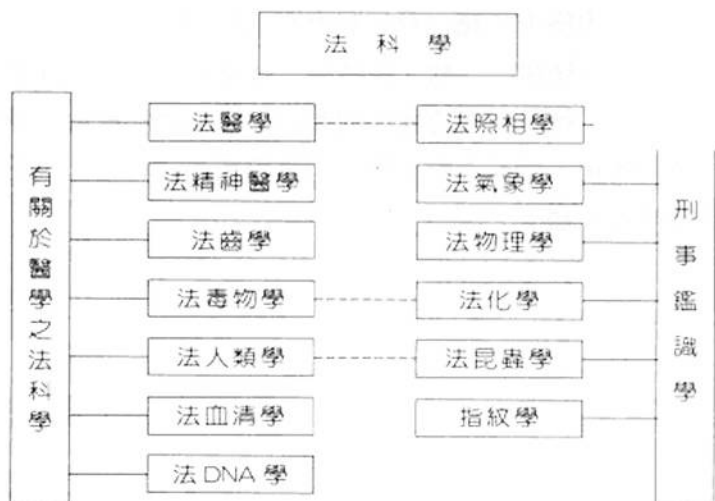 法科學
有關於醫學之法科學
法醫學
法照相學
法精神醫學
法氣象學
法齒學
法物理學
法毒物學
法化學
法人類學
法昆蟲學
法血清學
指紋學
法DNA學
刑事鑑識學